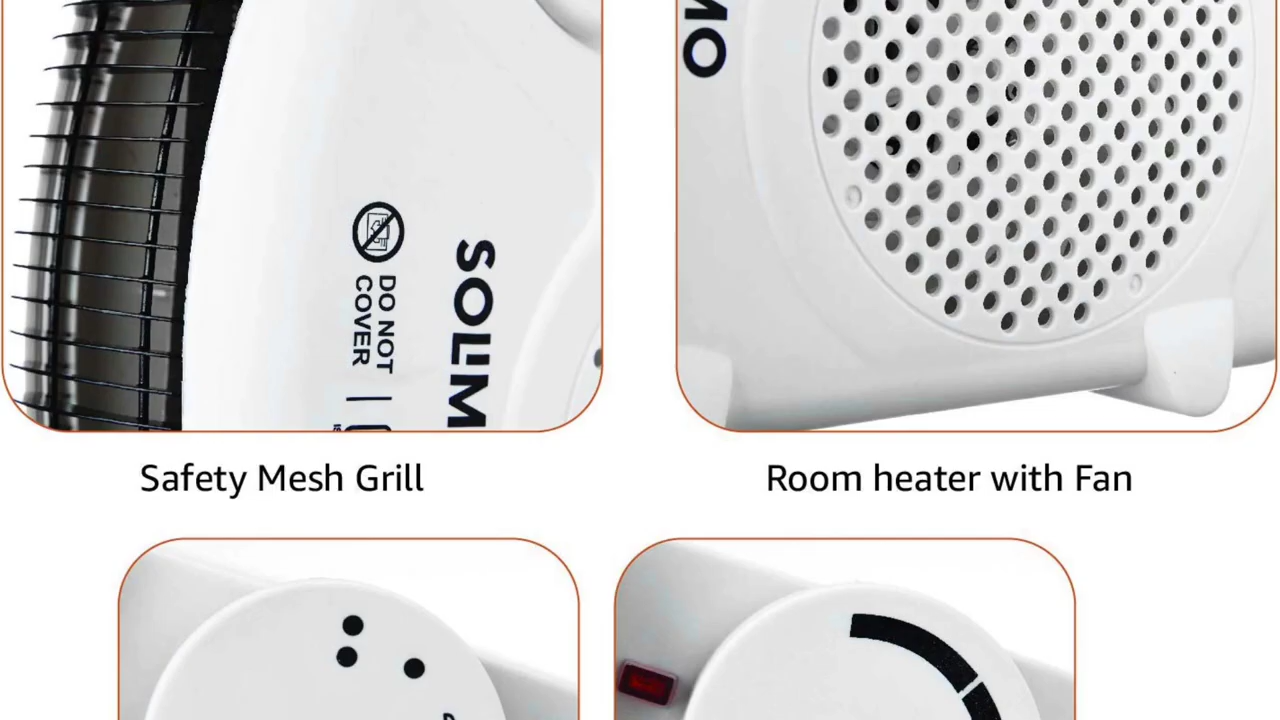 DO NOT
COVER
SOLIM
MO
Safety Mesh Grill
Room heater with Fan